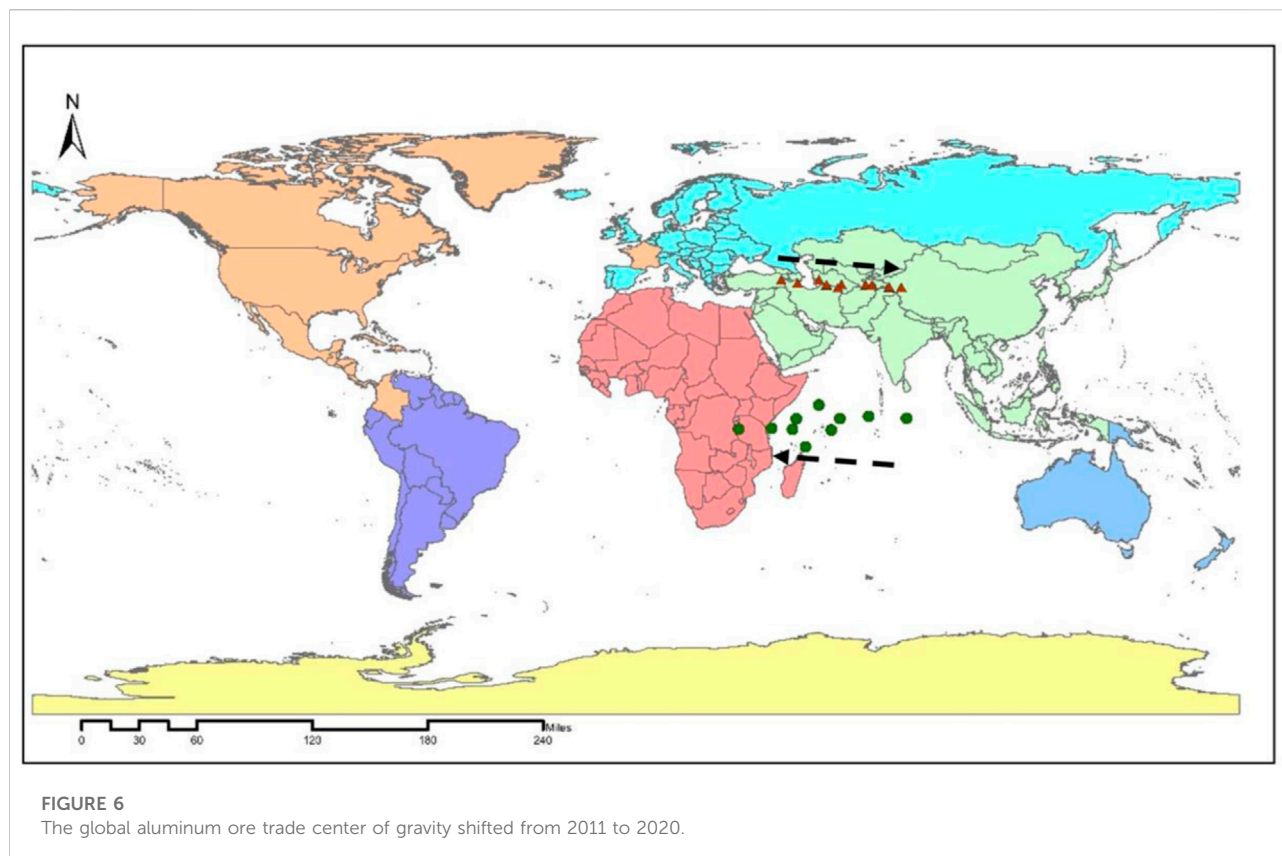 N
Miles
0 30 60 120 180 240
FIGURE 6
The global aluminum ore trade center of gravity shifted from 2011 to 2020.